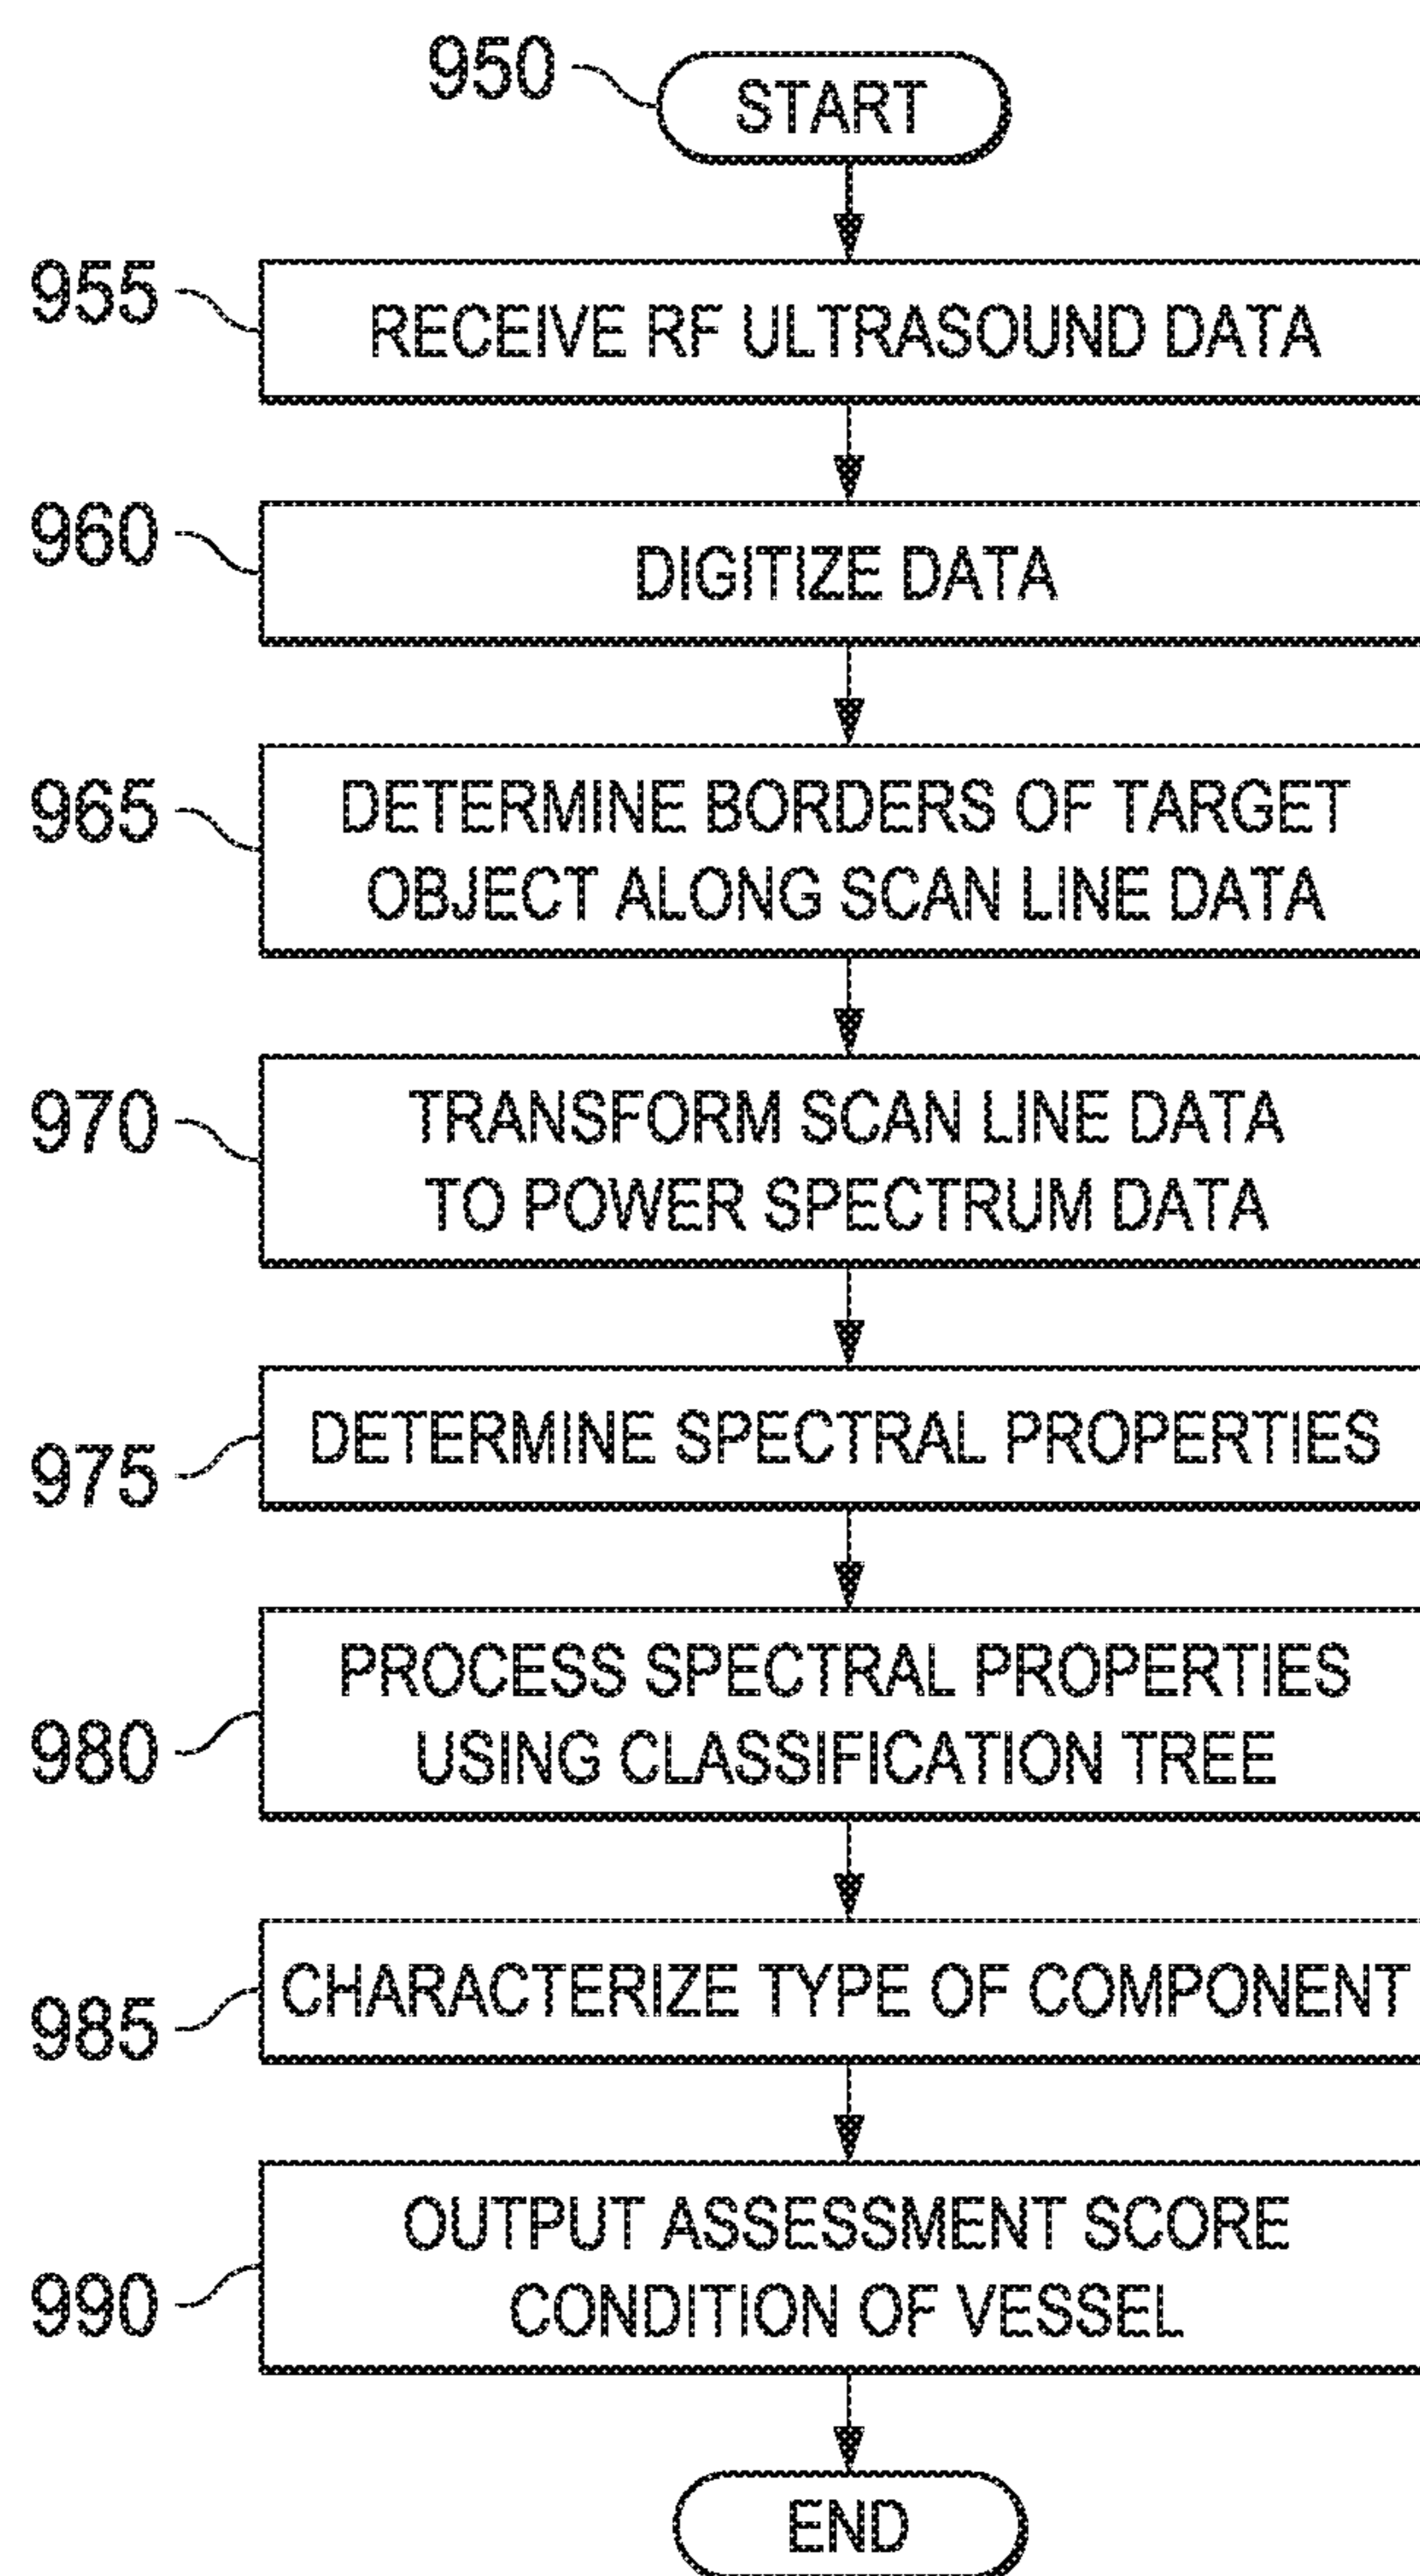 950
START
955
RECEIVE RF ULTRASOUND DATA
960
DIGITIZE DATA
965
DETERMINE BORDERS OF TARGET
OBJECT ALONG SCAN LINE DATA
970
TRANSFORM SCAN LINE DATA
TO POWER SPECTRUM DATA
975
DETERMINE SPECTRAL PROPERTIES
980
PROCESS SPECTRAL PROPERTIES
USING CLASSIFICATION TREE
985
CHARACTERIZE TYPE OF COMPONENT
990
OUTPUT ASSESSMENT SCORE
CONDITION OF VESSEL
END